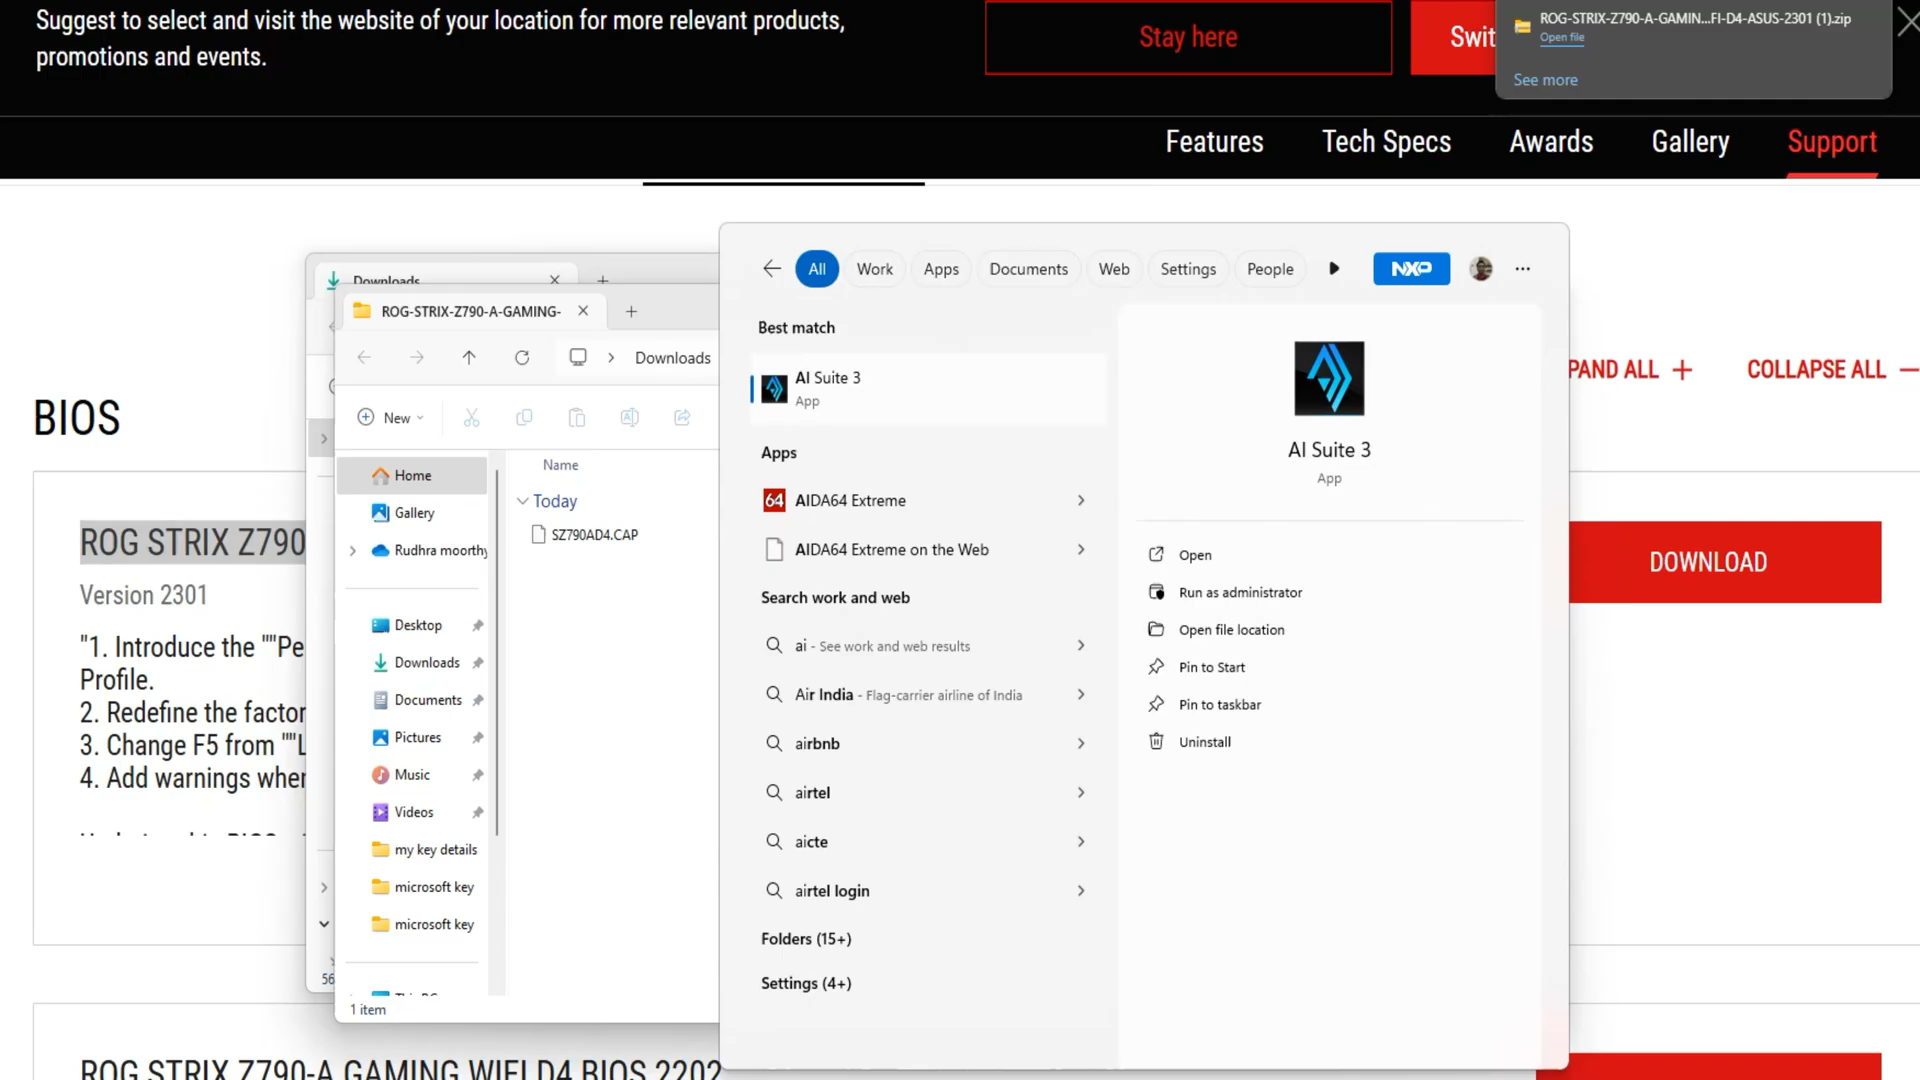 Suggest to select and visit the website of your location for more relevant products,
promotions and events.
Stay here
Swit
ROG-STRIX-Z790-A-GAMIN...FI-D4-ASUS-2301 (1).zip
Open file
See more
Features
Tech Specs
Awards
Gallery
Support
PAND ALL
COLLAPSE ALL
BIOS
ROG STRIX Z790
Version 2301
"1. Introduce the ""Pe
Profile.
2. Redefine the factor
3. Change F5 from ""L
4. Add warnings wher
DOWNLOAD
ROG STRIX Z790-A GAMING WIFI D4 BIOS 2202
Downloads
56
ROG-STRIX-Z790-A-GAMING-
Downloads
New
Home
Gallery
Rudhra moorthy
Desktop
Downloads
Documents
Pictures
Music
Videos
my key details
microsoft key
microsoft key
This PC
1 item
Name
Today
SZ790AD4.CAP
All
Work
Apps
Documents
Web
Settings
People
NXP
Best match
AI Suite 3
App
Apps
64
AIDA64 Extreme
AIDA64 Extreme on the Web
Search work and web
ai - See work and web results
Air India - Flag-carrier airline of India
airbnb
airtel
aicte
airtel login
Folders (15+)
Settings (4+)
AI Suite 3
App
Open
Run as administrator
Open file location
Pin to Start
Pin to taskbar
Uninstall